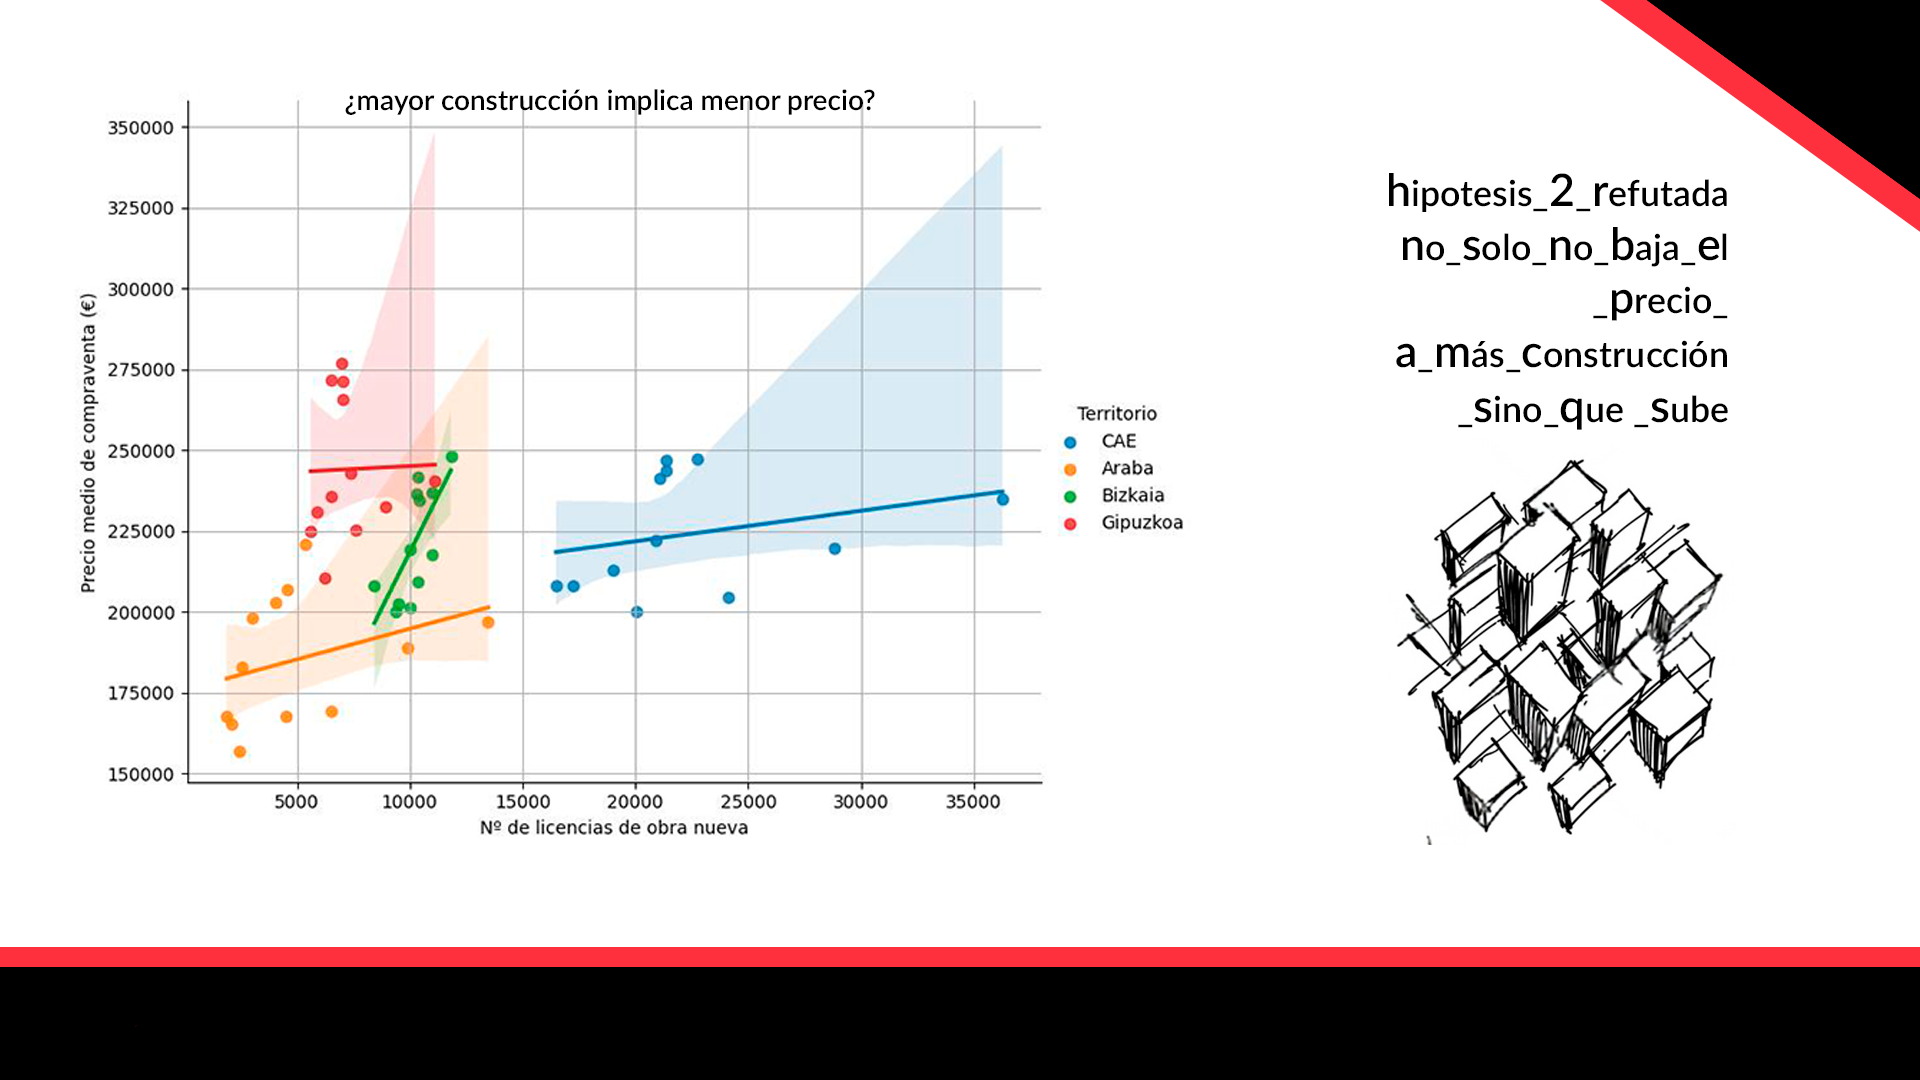 ¿mayor construcción implica menor precio?
350000
325000
300000
275000
250000
225000
200000
175000
150000
Precio medio de compraventa (€)
5000 10000 15000 20000 25000 30000 35000
Nº de licencias de obra nueva
Territorio
CAE
Araba
Bizkaia
Gipuzkoa
hipotesis_2_refutada
no_solo_no_baja_el
_precio_
a_más_construcción
_sino_que _sube